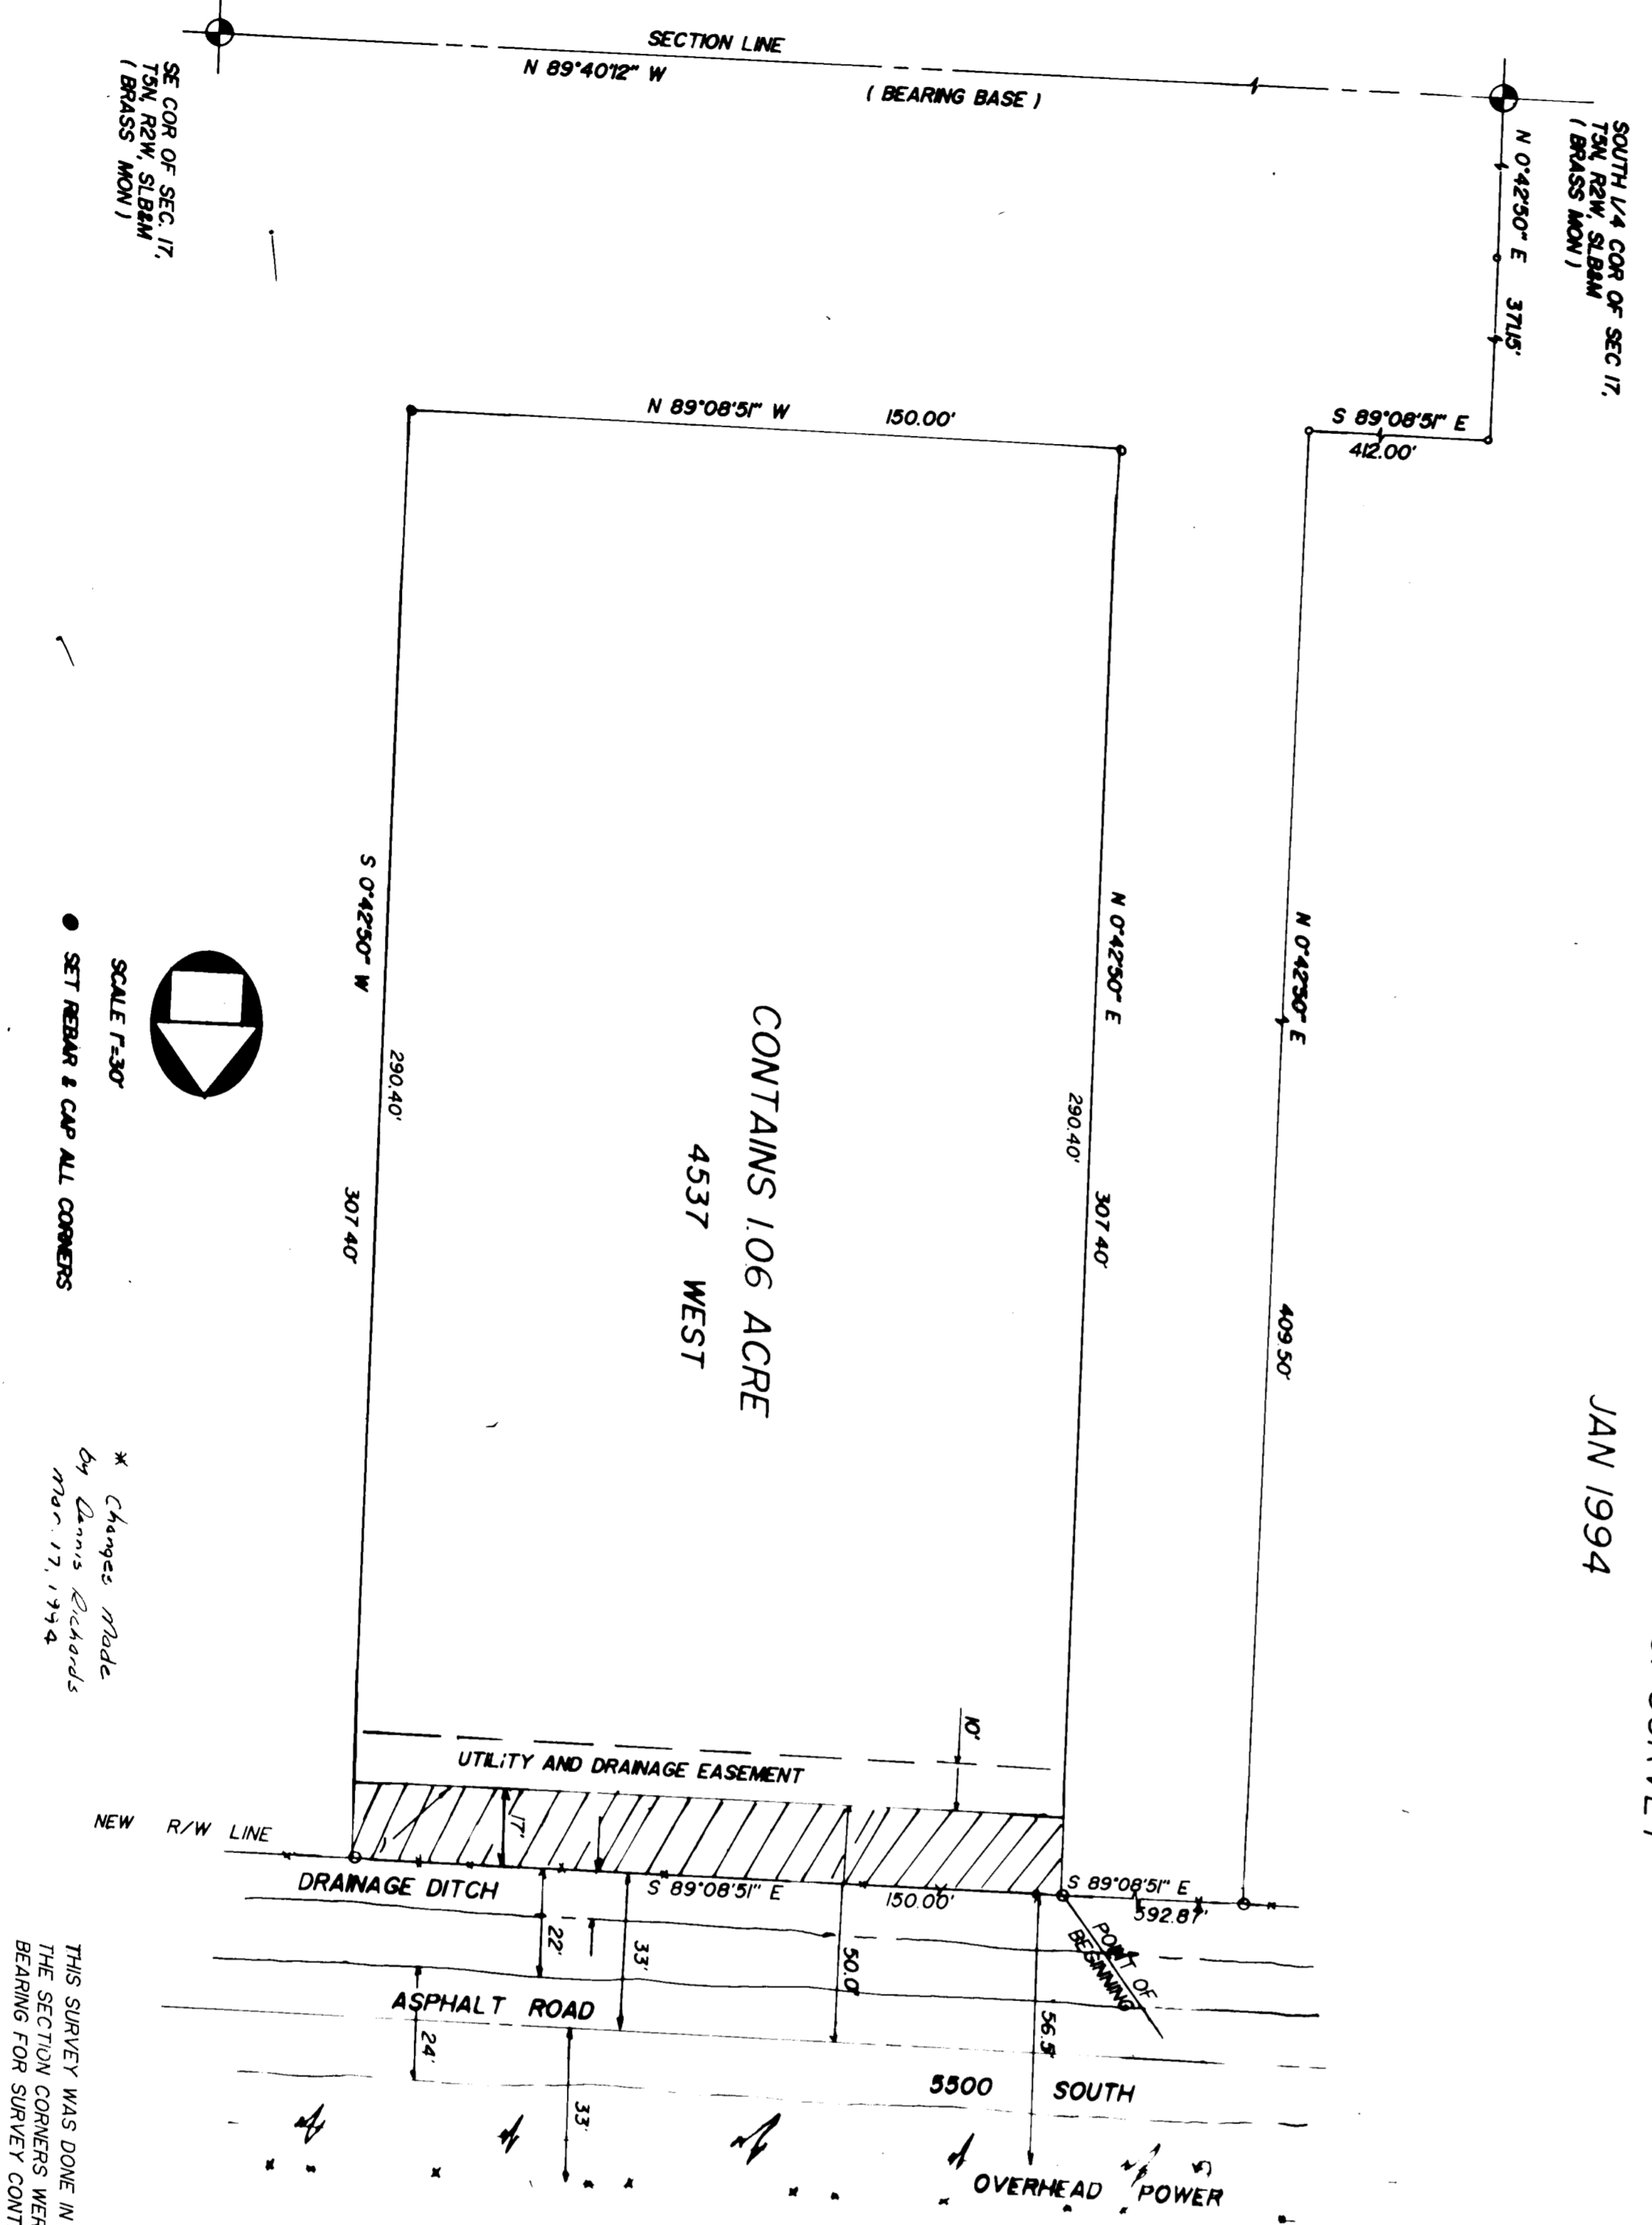 SECTION LINE
N 89°40'12" W
( BEARING BASE )
SE COR OF SEC. 17,
T5N, R2W, SLB&M
( BRASS MON )
SOUTH 1/4 COR OF SEC 17,
T5N, R2W, SLB&M
( BRASS MON )
N 0°42'50" E 371.15'
S 89°08'51" E
412.00'
N 89°08'51" W 150.00'
N 0°42'50" E
409.50'
N 0°42'50" E
290.40'
307.40'
S 0°42'50" W
290.40'
307.40'
CONTAINS 1.06 ACRE
4537 WEST
JAN 1994
SCALE 1"=30'
● SET REBAR & CAP ALL CORNERS
* Changes Made
by Dennis Richards
Mar. 17, 1994
10'
UTILITY AND DRAINAGE EASEMENT
17'
NEW R/W LINE
DRAINAGE DITCH
S 89°08'51" E
150.00'
S 89°08'51" E
592.87'
POINT OF
BEGINNING
22'
33'
50.0'
56.5'
ASPHALT ROAD
24'
33'
5500 SOUTH
OVERHEAD POWER
THIS SURVEY WAS DONE IN
THE SECTION CORNERS WER
BEARING FOR SURVEY CONT